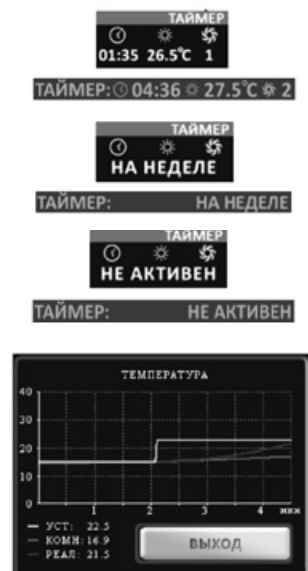 ТАЙМЕР
01:35 26.5°C 1
ТАЙМЕР: 04:36 27.5°C 2
ТАЙМЕР
НА НЕДЕЛЕ
ТАЙМЕР: НА НЕДЕЛЕ
ТАЙМЕР
НЕ АКТИВЕН
ТАЙМЕР: НЕ АКТИВЕН
ТЕМПЕРАТУРА
40
30
20
10
0
1 2 3 4 мин
УСТ: 22.5
КОМН: 16.9
РЕАЛ: 21.5
ВЫХОД